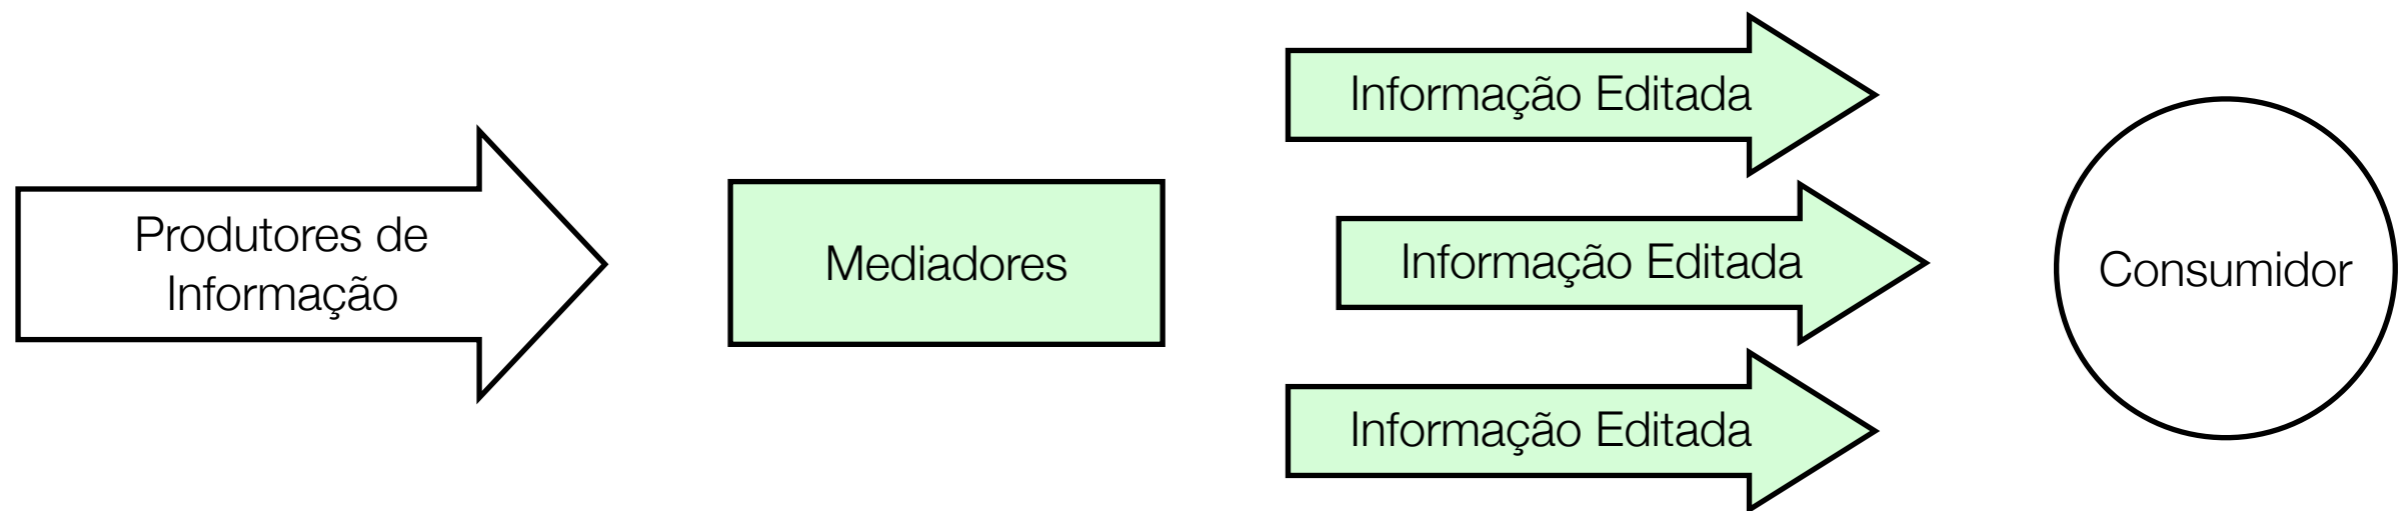 Produtores de
Informação
Mediadores
Informação Editada
Informação Editada
Informação Editada
Consumidor